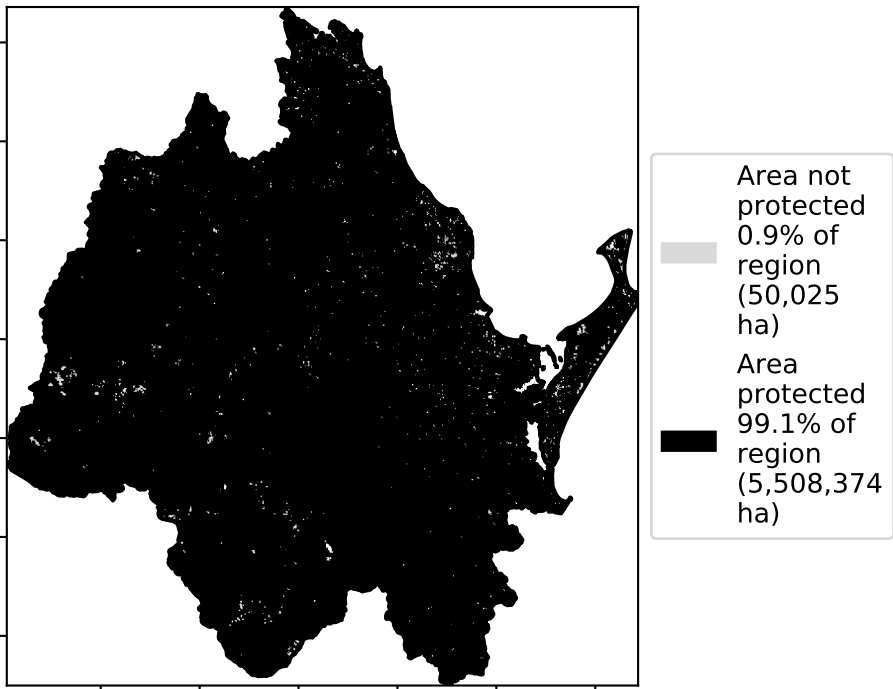 Area not
protected
0.9% of
region
(50,025
ha)
Area
protected
99.1% of
region
(5,508,374
ha)